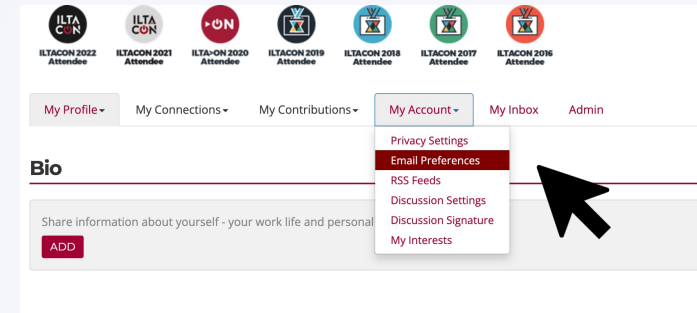 ILTA
CON
ILTA
CON
ON
ILTACON 2022
Attendee
ILTACON 2021
Attendee
ILTA>ON 2020
Attendee
ILTACON 2019
Attendee
ILTACON 2018
Attendee
ILTACON 2017
Attendee
ILTACON 2016
Attendee
My Profile
My Connections
My Contributions
My Account
My Inbox
Admin
Privacy Settings
Email Preferences
RSS Feeds
Discussion Settings
Discussion Signature
My Interests
Bio
Share information about yourself - your work life and personal
ADD